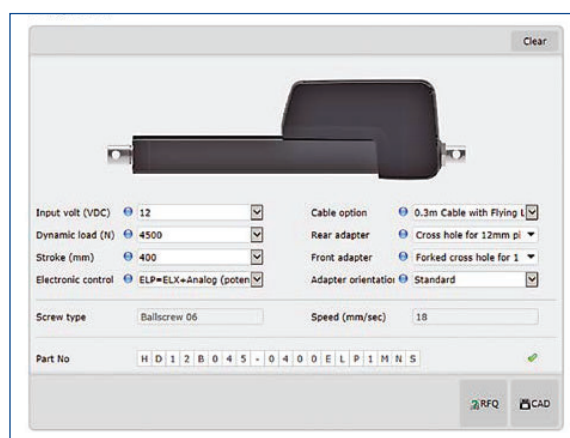 Clear
Input volt (VDC) 12 Cable option 0.3m Cable with Flying L
Dynamic load (N) 4500 Rear adapter Cross hole for 12mm pi
Stroke (mm) 400 Front adapter Forked cross hole for 1
Electronic control ELP=ELX+Analog (poten Adapter orientatio Standard
Screw type Ballscrew 06 Speed (mm/sec) 18
Part No H D 1 2 B 0 4 5 - 0 4 0 0 E L P 1 M N S
RFQ CAD